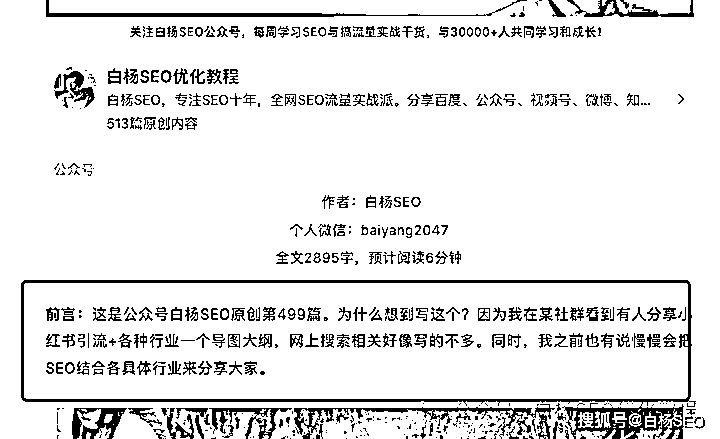 关注白杨SEO公众号，每周学习SEO与搞流量实战干货，与30000+人共同学习和成长！
白杨SEO优化教程
白杨SEO，专注SEO十年，全网SEO流量实战派。分享百度、公众号、视频号、微博、知...
513篇原创内容
公众号
作者：白杨SEO
个人微信：baiyang2047
全文2895字，预计阅读6分钟
前言：这是公众号白杨SEO原创第499篇。为什么想到写这个？因为我在某社群看到有人分享小
红书引流+各种行业一个导图大纲，网上搜索相关好像写的不多。同时，我之前也有说慢慢会把
SEO结合各具体行业来分享大家。
搜狐号@白杨SEO